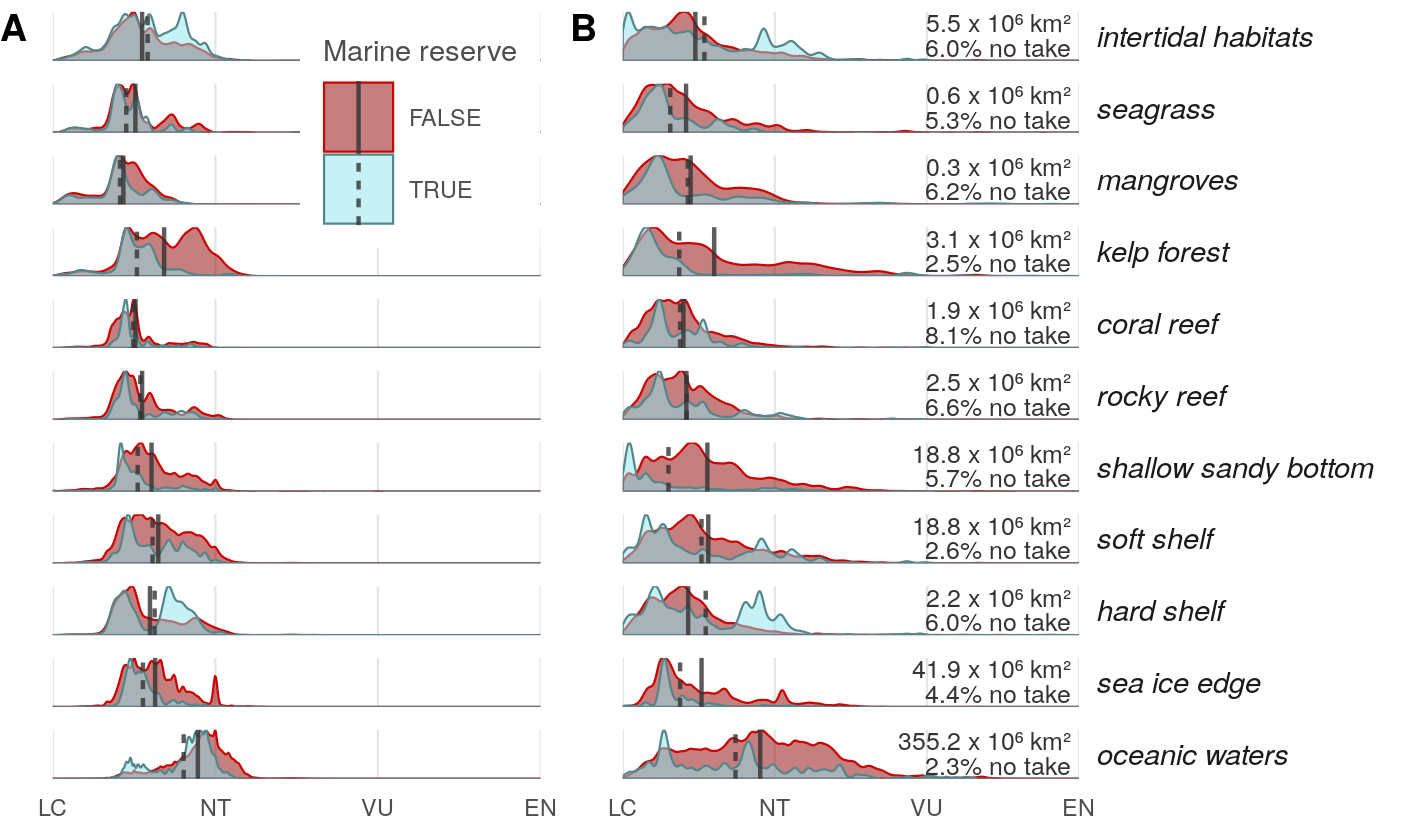 A
B
Marine reserve
FALSE
TRUE
5.5 x 10⁶ km²
6.0% no take
intertidal habitats
0.6 x 10⁶ km²
5.3% no take
seagrass
0.3 x 10⁶ km²
6.2% no take
mangroves
3.1 x 10⁶ km²
2.5% no take
kelp forest
1.9 x 10⁶ km²
8.1% no take
coral reef
2.5 x 10⁶ km²
6.6% no take
rocky reef
18.8 x 10⁶ km²
5.7% no take
shallow sandy bottom
18.8 x 10⁶ km²
2.6% no take
soft shelf
2.2 x 10⁶ km²
6.0% no take
hard shelf
41.9 x 10⁶ km²
4.4% no take
sea ice edge
355.2 x 10⁶ km²
2.3% no take
oceanic waters
LC NT VU EN
LC NT VU EN